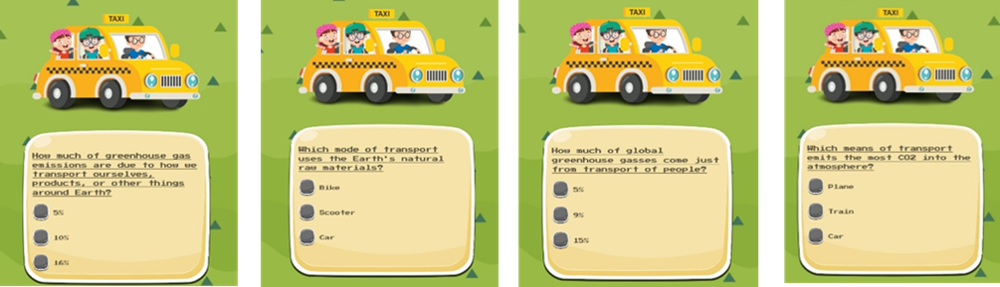 TAXI
How much of greenhouse gas
emissions are due to how we
transport ourselves,
products, or other things
around Earth?
5%
10%
16%
TAXI
Which mode of transport
uses the Earth's natural
raw materials?
Bike
Scooter
Car
TAXI
How much of global
greenhouse gasses come just
from transport of people?
5%
9%
15%
TAXI
Which means of transport
emits the most CO2 into the
atmosphere?
Plane
Train
Car